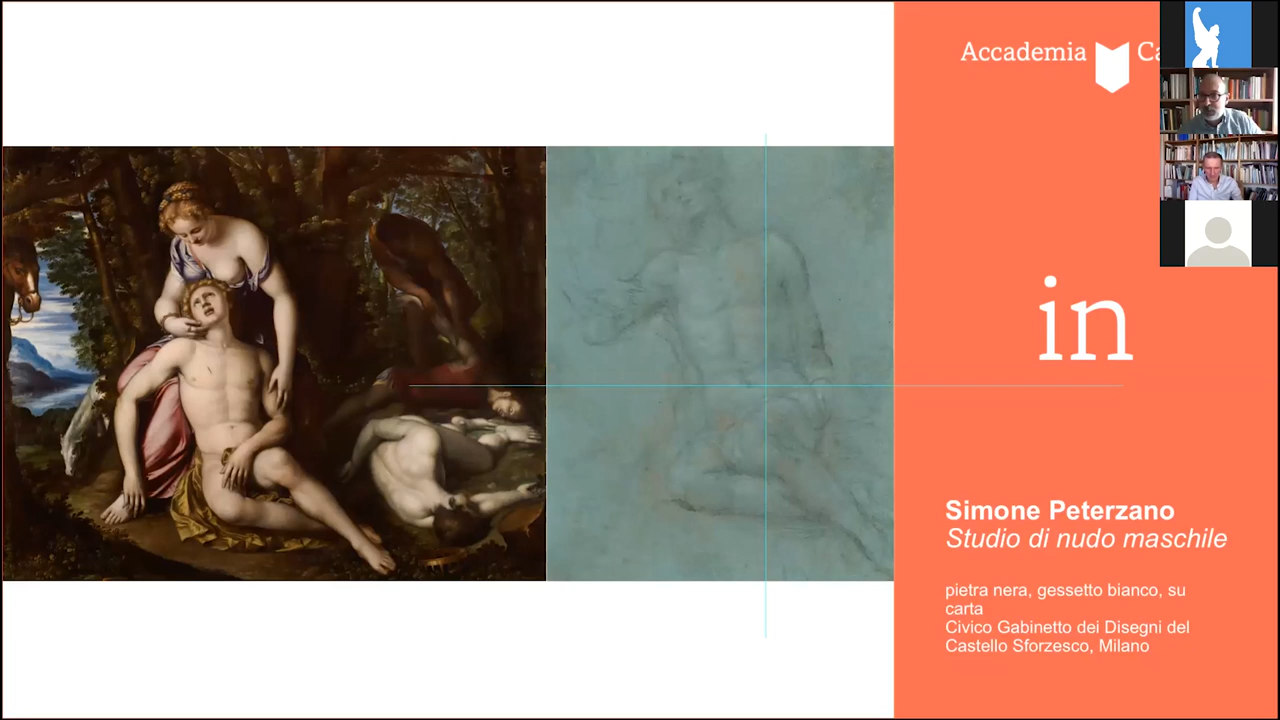 Accademia Ca
in
Simone Peterzano
Studio di nudo maschile
pietra nera, gessetto bianco, su
carta
Civico Gabinetto dei Disegni del
Castello Sforzesco, Milano